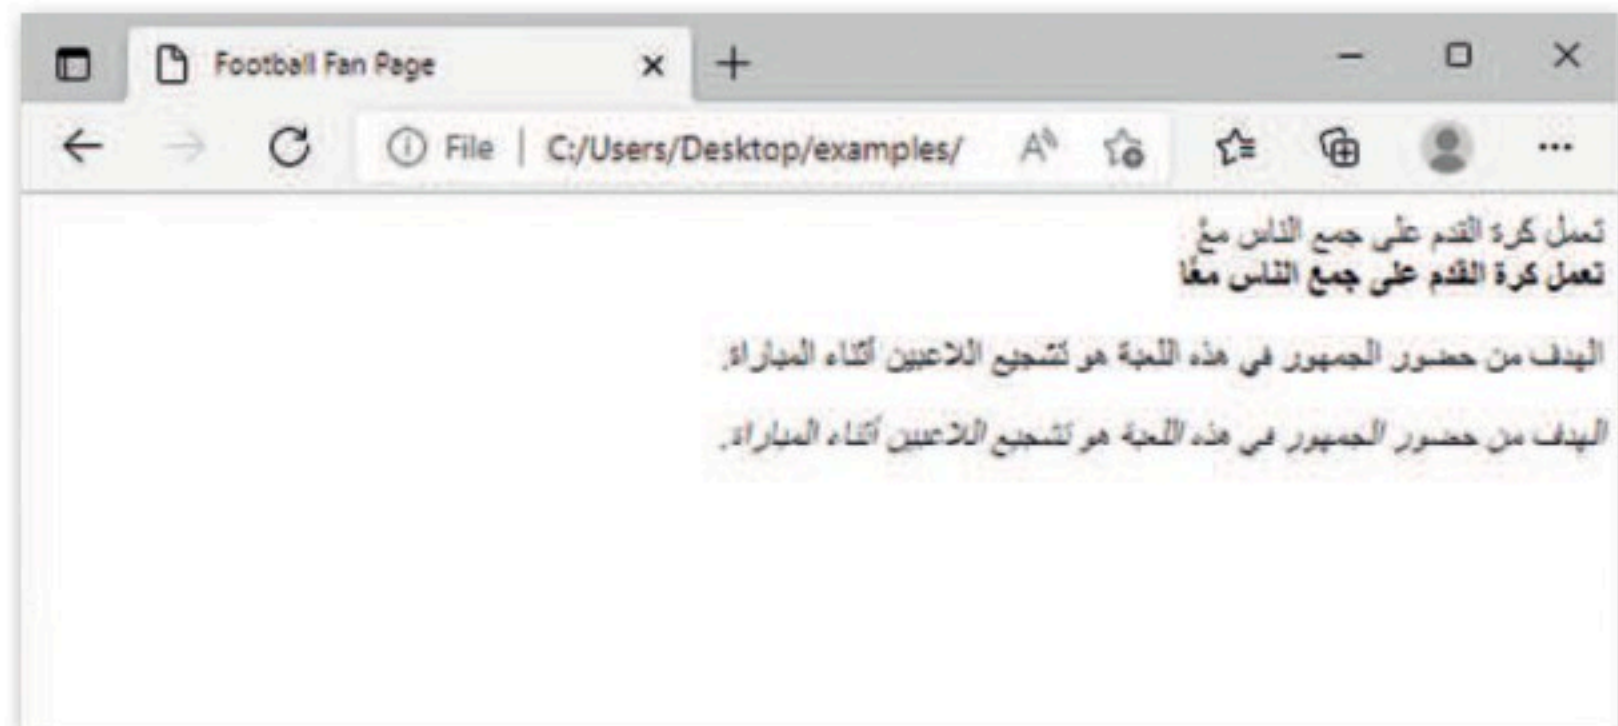 Football Fan Page
File | C:/Users/Desktop/examples/
تعمل كرة القدم على جمع الناس معً
تعمل كرة القدم على جمع الناس معًا
الهدف من حضور الجمهور في هذه اللعبة هو تشجيع اللاعبين أثناء المباراة.
الهدف من حضور الجمهور في هذه اللعبة هو تشجيع اللاعبين أثناء المباراة.